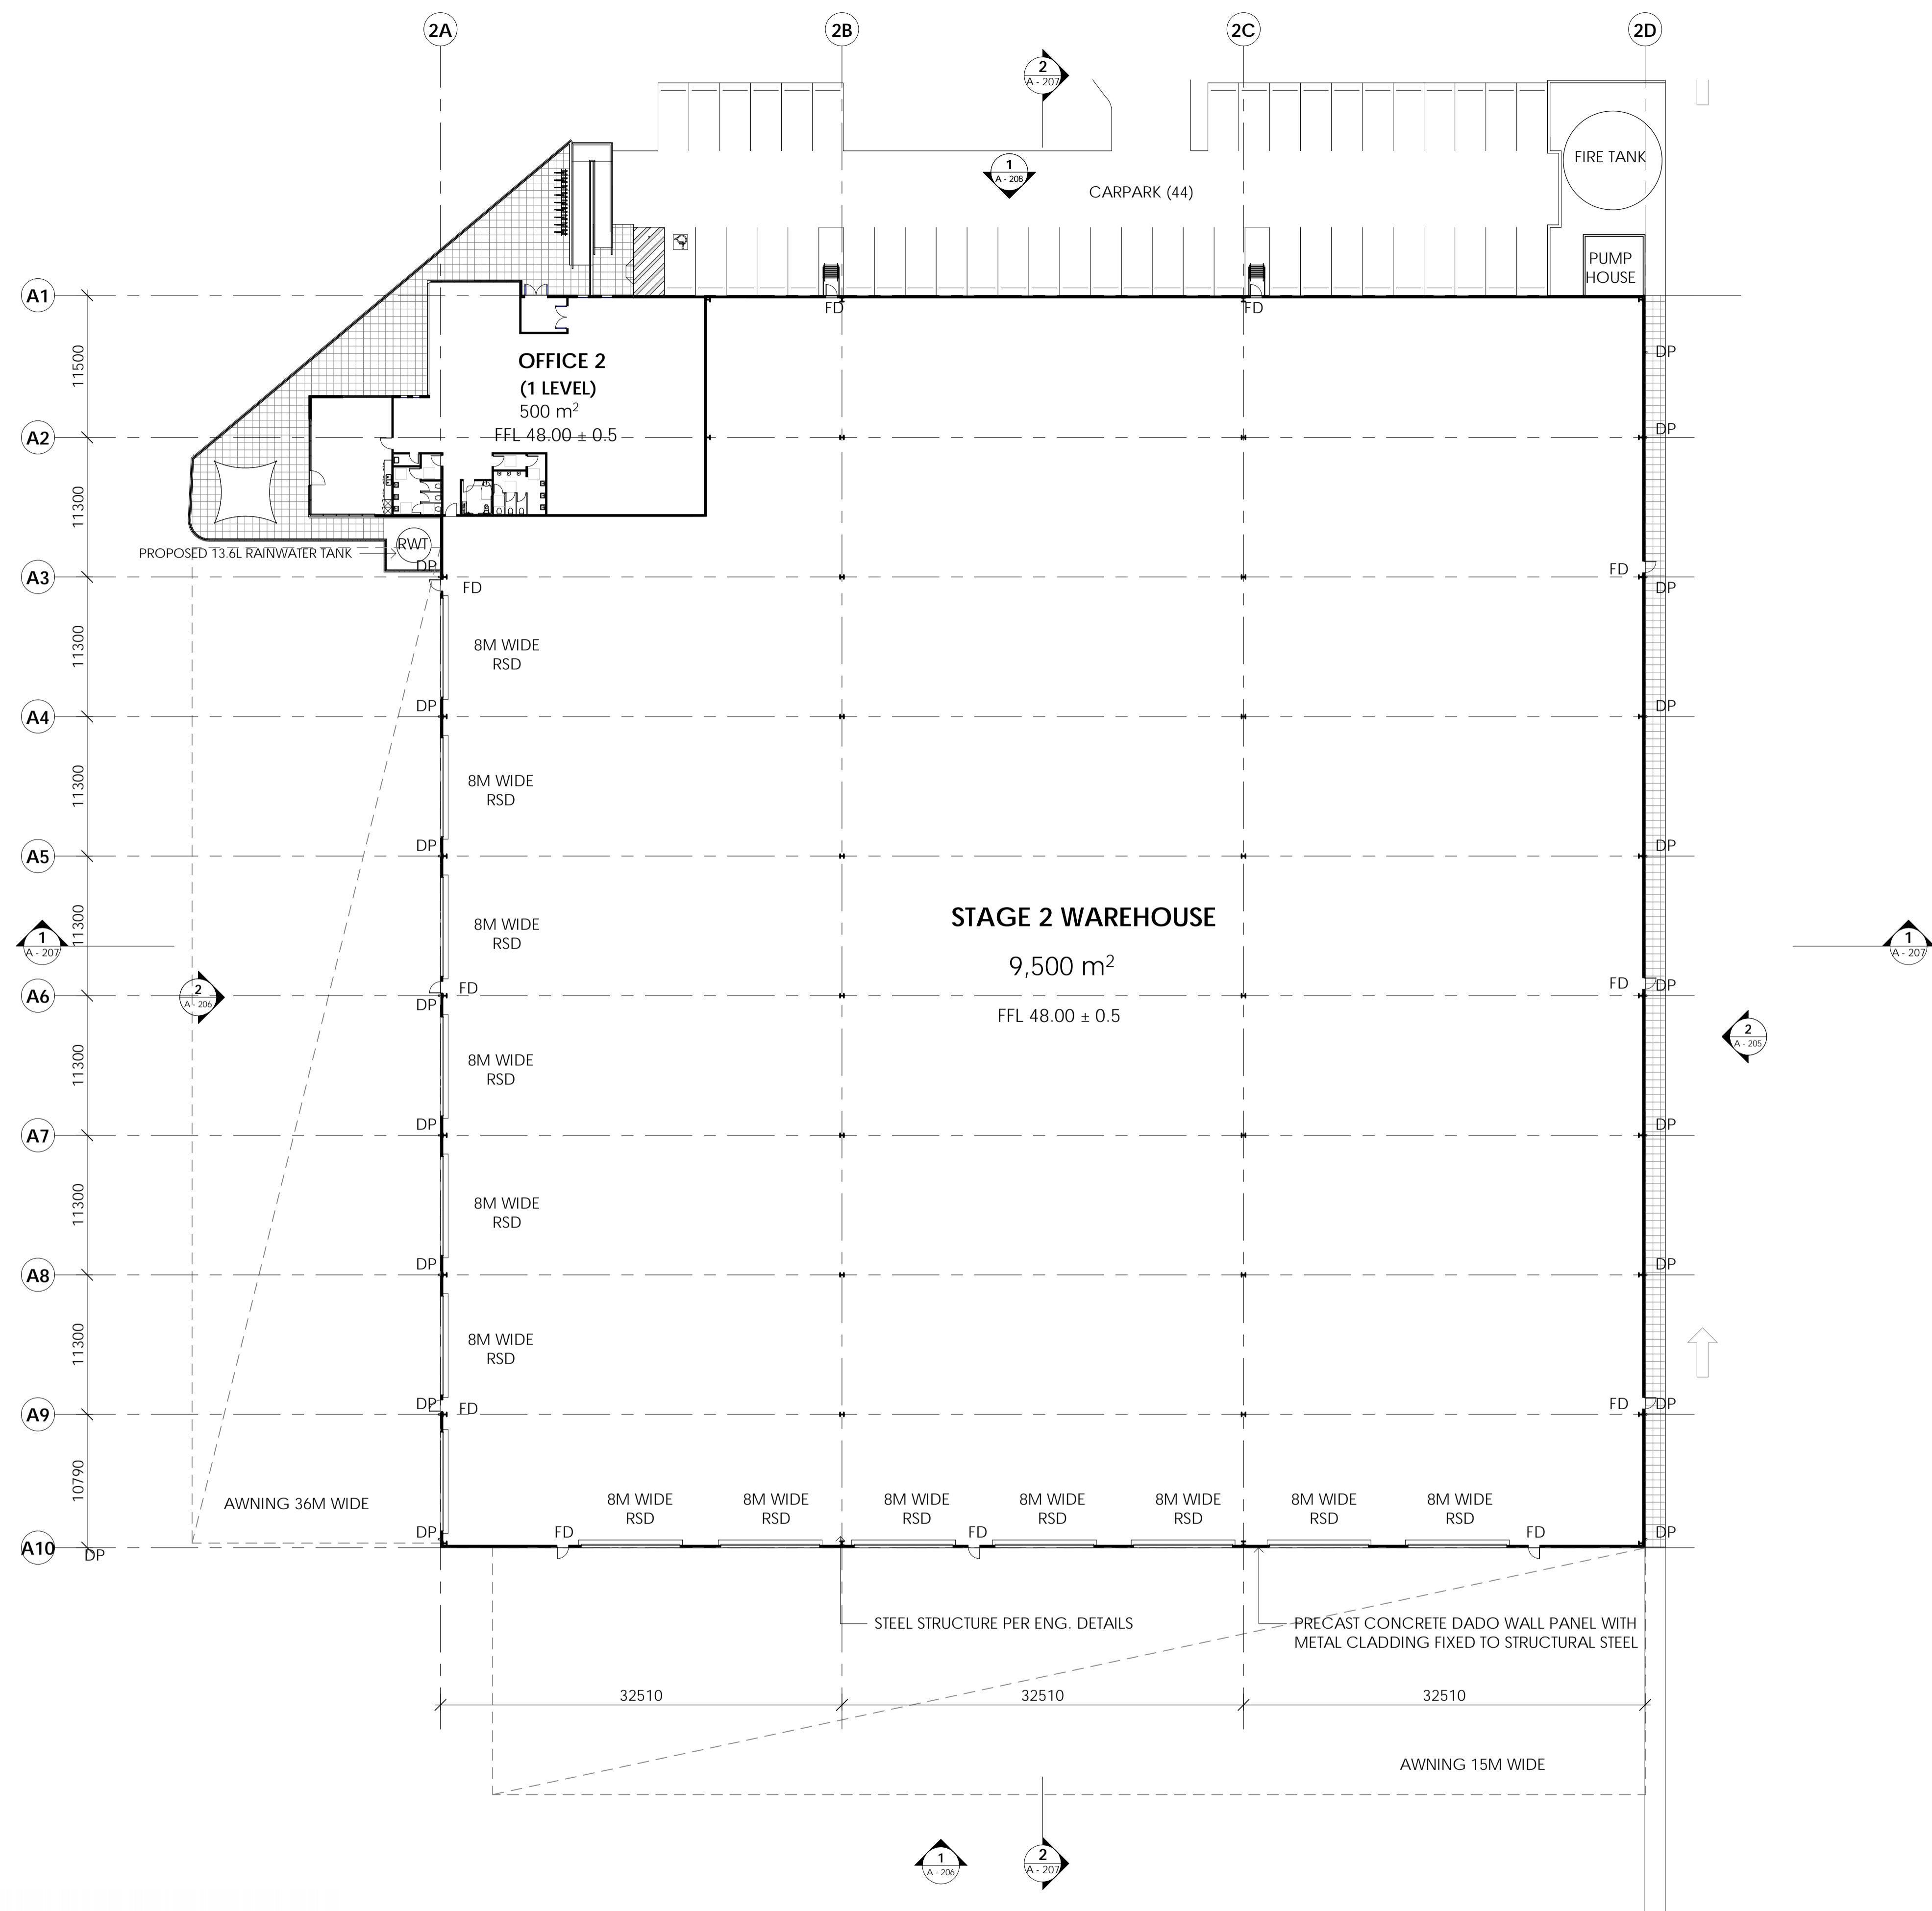 2A
2B
2C
2D
2
A - 207
1
A - 208
CARPARK (44)
FIRE TANK
PUMP
HOUSE
A1
FD
FD
11500
OFFICE 2
(1 LEVEL)
500 m²
FFL 48.00 ± 0.5
DP
A2
DP
11300
RWT
PROPOSED 13.6L RAINWATER TANK
DP
A3
FD
FD
DP
11300
8M WIDE
RSD
A4
DP
DP
11300
8M WIDE
RSD
A5
DP
DP
11300
8M WIDE
RSD
STAGE 2 WAREHOUSE
9,500 m²
FFL 48.00 ± 0.5
1
A - 207
1
A - 207
2
A - 206
A6
FD
DP
FD
DP
2
A - 205
11300
8M WIDE
RSD
A7
DP
DP
11300
8M WIDE
RSD
A8
DP
DP
11300
8M WIDE
RSD
A9
DP
FD
FD
DP
10790
AWNING 36M WIDE
8M WIDE
RSD
8M WIDE
RSD
8M WIDE
RSD
8M WIDE
RSD
8M WIDE
RSD
8M WIDE
RSD
8M WIDE
RSD
DP
FD
FD
FD
DP
A10
DP
STEEL STRUCTURE PER ENG. DETAILS
PRECAST CONCRETE DADO WALL PANEL WITH
METAL CLADDING FIXED TO STRUCTURAL STEEL
32510
32510
32510
AWNING 15M WIDE
1
A - 206
2
A - 207